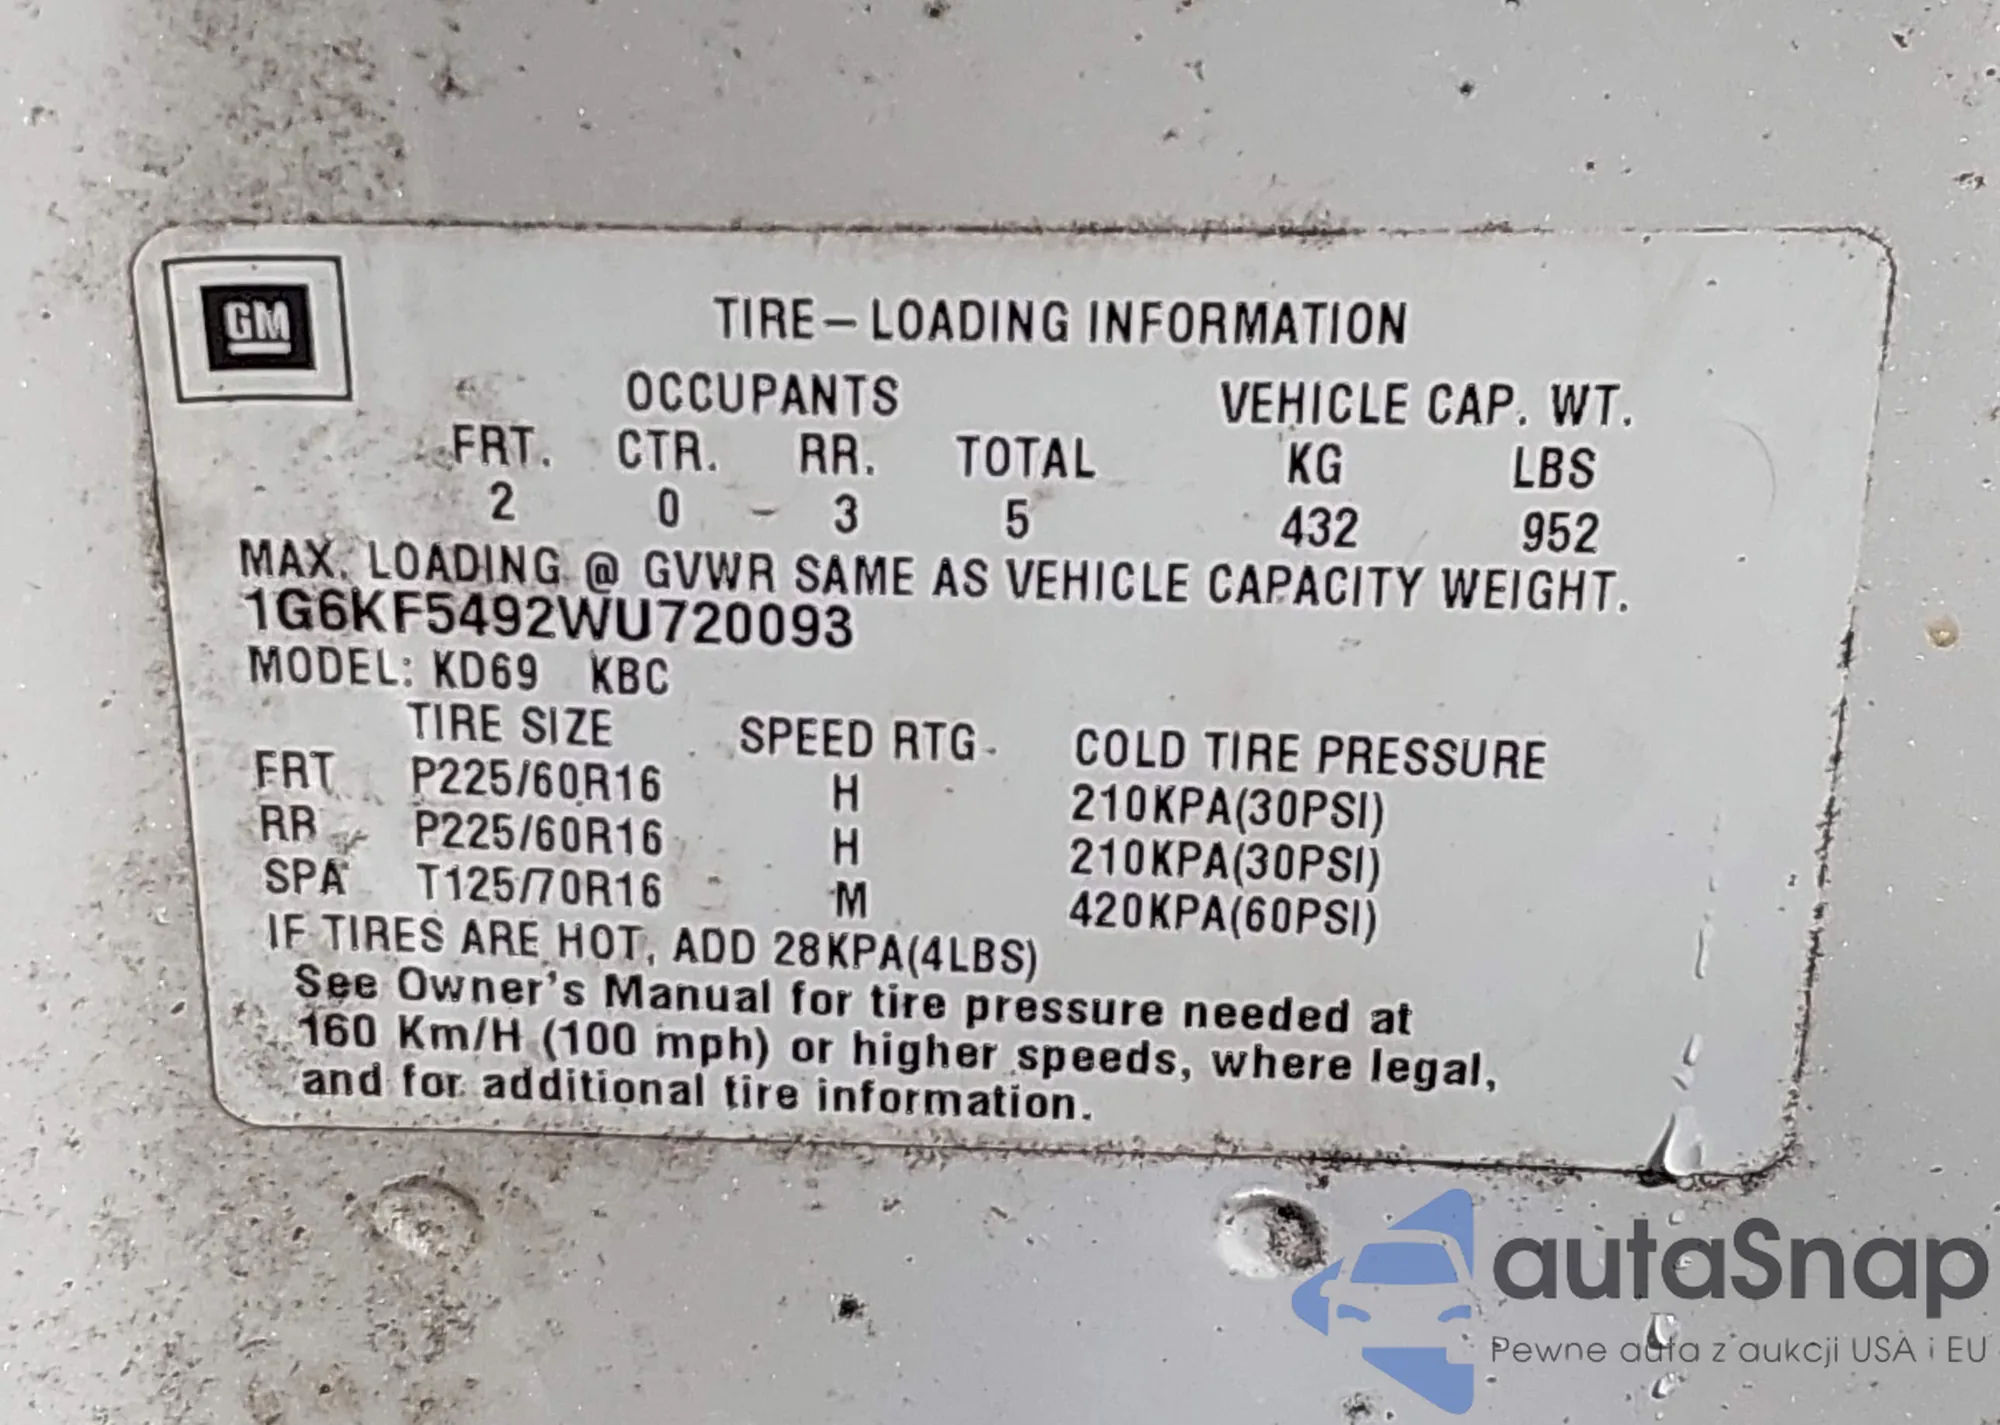 GM
TIRE–LOADING INFORMATION
OCCUPANTS VEHICLE CAP. WT.
FRT. CTR. RR. TOTAL KG LBS
2 0 - 3 5 432 952
MAX. LOADING @ GVWR SAME AS VEHICLE CAPACITY WEIGHT.
1G6KF5492WU720093
MODEL: KD69 KBC
TIRE SIZE SPEED RTG COLD TIRE PRESSURE
FRT P225/60R16 H 210KPA(30PSI)
RR P225/60R16 H 210KPA(30PSI)
SPA T125/70R16 M 420KPA(60PSI)
IF TIRES ARE HOT, ADD 28KPA(4LBS)
See Owner's Manual for tire pressure needed at
160 Km/H (100 mph) or higher speeds, where legal,
and for additional tire information.
autaSnap
Pewne auta z aukcji USA i EU